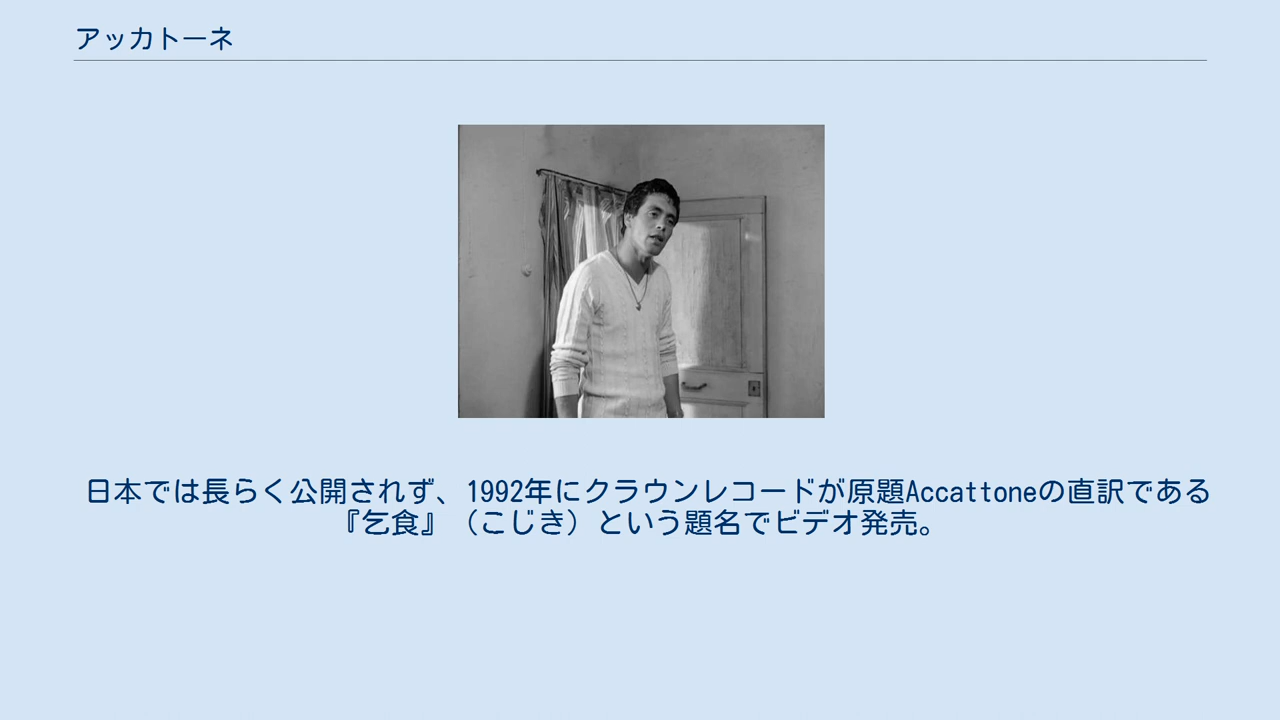 アッカトーネ
日本では長らく公開されず、1992年にクラウンレコードが原題Accattoneの直訳である
『乞食』（こじき）という題名でビデオ発売。